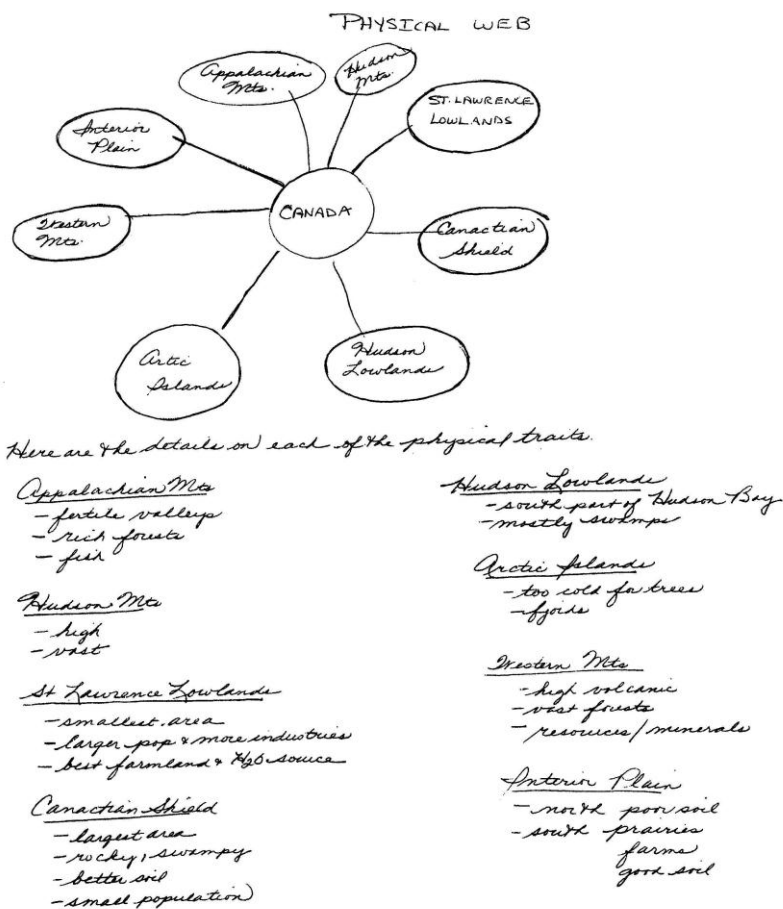 PHYSICAL WEB
Appalachian
Mts.
Hudson
Mts.
ST. LAWRENCE
LOWLANDS
Interior
Plain
CANADA
Western
Mts.
Canactian
Shield
Artic
Islands
Hudson
Lowlands
Here are the details on each of the physical traits.
Appalachian Mts
- fertile valleys
- rich forests
- fish
Hudson Mts
- high
- vast
St Lawrence Lowlands
- smallest area
- larger pop & more industries
- best farmland & H2O source
Canactian Shield
- largest area
- rocky, swampy
- better soil
- small population
Hudson Lowlands
- south part of Hudson Bay
- mostly swamps
Arctic Islands
- too cold for trees
- fjoids
Western Mts
- high volcanic
- vast forests
- resources/minerals
Interior Plain
- north poor soil
- south prairies
farms
good soil